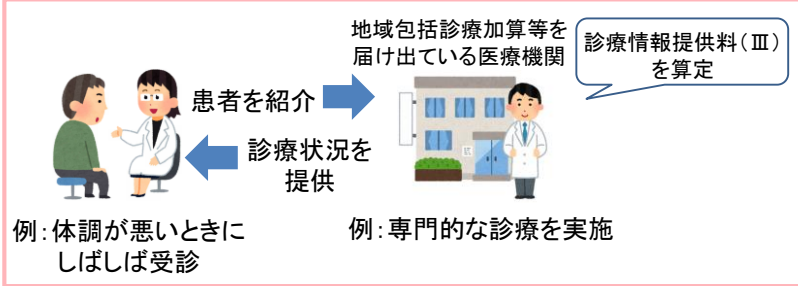 地域包括診療加算等を
届け出ている医療機関
診療情報提供料(Ⅲ)
を算定
患者を紹介
診療状況を
提供
例:体調が悪いときに
しばしば受診
例:専門的な診療を実施